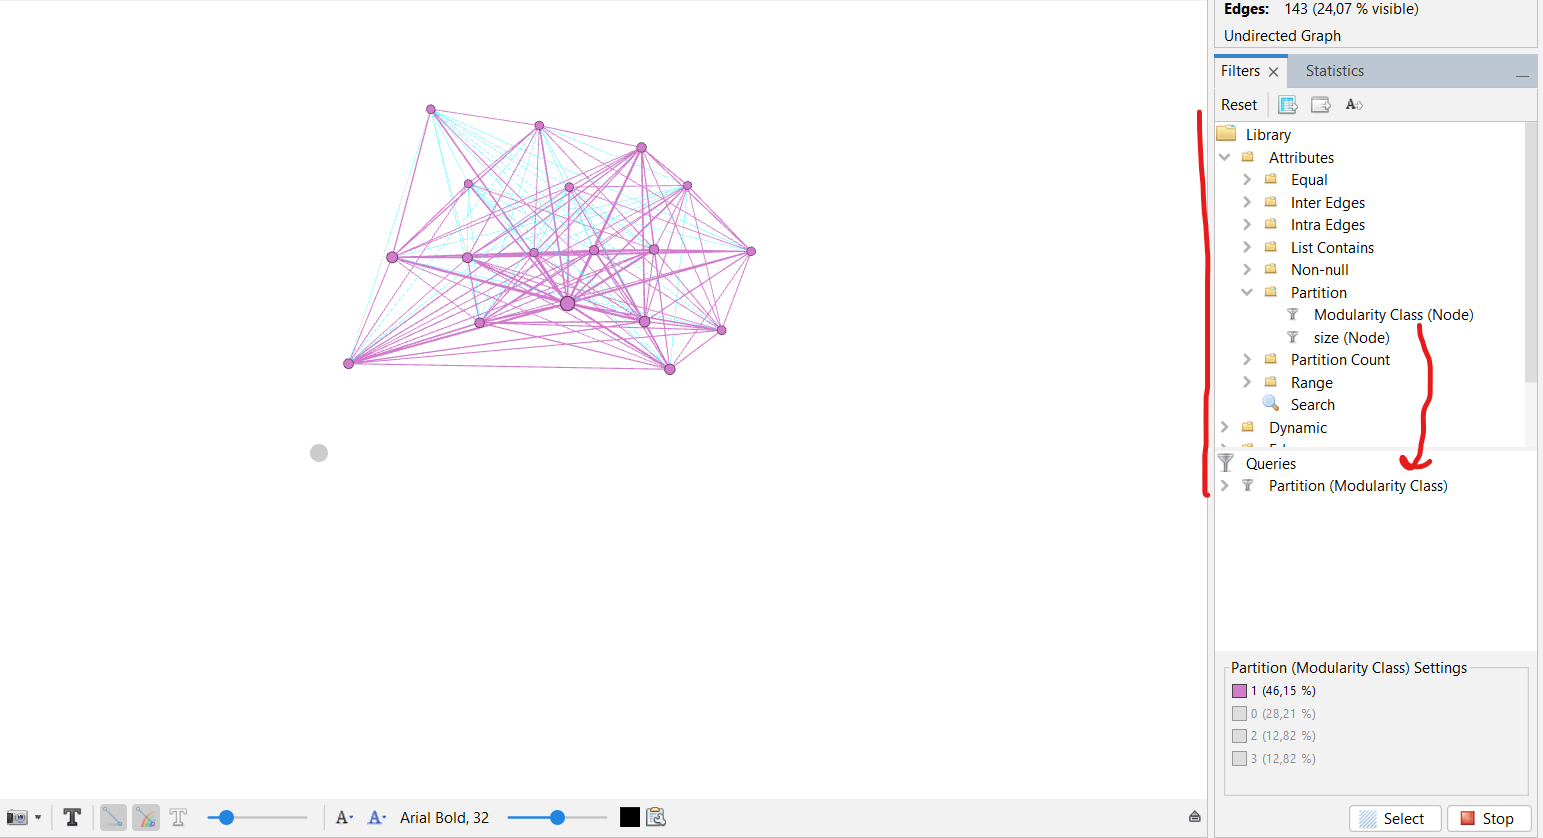 Edges: 143 (24,07 % visible)
Undirected Graph
Filters Statistics
Reset
Library
Attributes
Equal
Inter Edges
Intra Edges
List Contains
Non-null
Partition
Modularity Class (Node)
size (Node)
Partition Count
Range
Search
Dynamic
Queries
Partition (Modularity Class)
Partition (Modularity Class) Settings
1 (46,15 %)
0 (28,21 %)
2 (12,82 %)
3 (12,82 %)
Arial Bold, 32
Select Stop